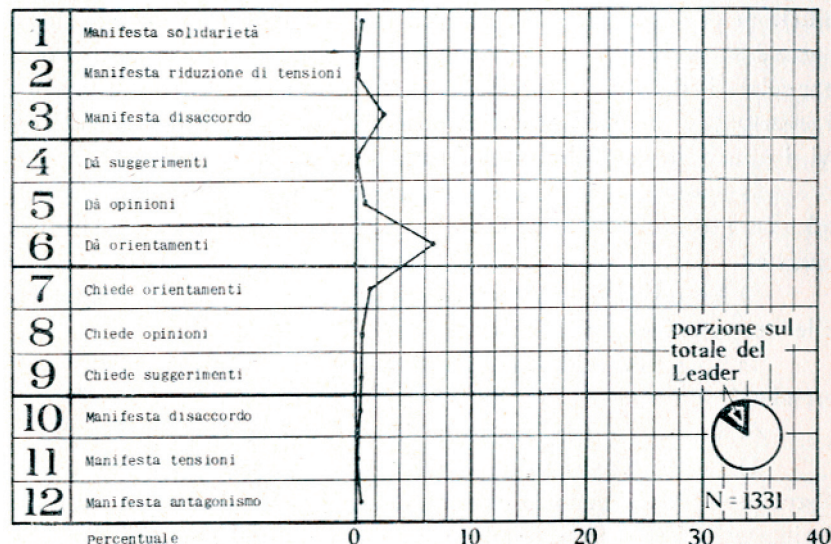 1 Manifesta solidarietà
2 Manifesta riduzione di tensioni
3 Manifesta disaccordo
4 Dá suggerimenti
5 Dà opinioni
6 Dà orientamenti
7 Chiede orientamenti
8 Chiede opinioni
9 Chiede suggerimenti
10 Manifesta disaccordo
11 Manifesta tensioni
12 Manifesta antagonismo
porzione sul
totale del
Leader
N = 1331
Percentuale 0 10 20 30 40